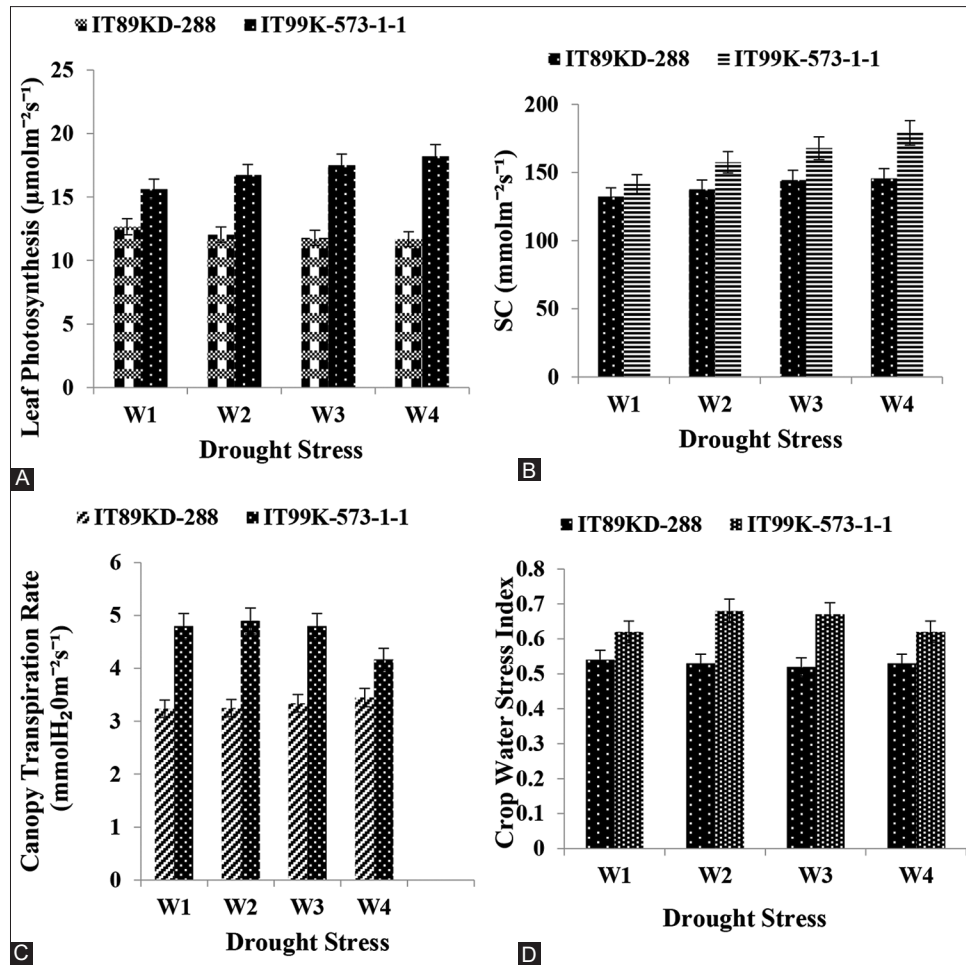 IT89KD-288 IT99K-573-1-1
Leaf Photosynthesis (µmolm⁻²s⁻¹)
25
20
15
10
5
0
W1 W2 W3 W4
Drought Stress
A
IT89KD-288 IT99K-573-1-1
SC (mmolm⁻²s⁻¹)
200
150
100
50
0
W1 W2 W3 W4
Drought Stress
B
IT89KD-288 IT99K-573-1-1
Canopy Transpiration Rate
(mmolH₂0m⁻²s⁻¹)
6
5
4
3
2
1
0
W1 W2 W3 W4
Drought Stress
C
IT89KD-288 IT99K-573-1-1
Crop Water Stress Index
0.8
0.7
0.6
0.5
0.4
0.3
0.2
0.1
0
W1 W2 W3 W4
Drought Stress
D